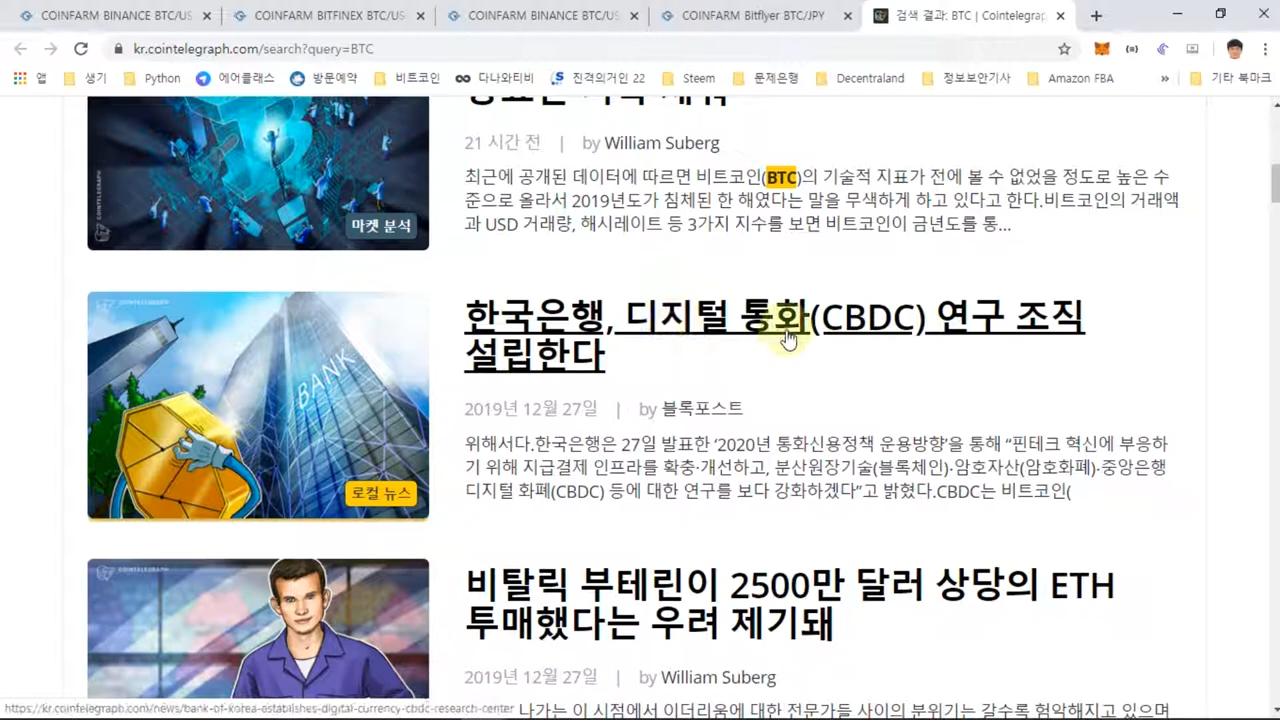 COINFARM BINANCE BTC/US
COINFARM BITFINEX BTC/US
COINFARM BINANCE BTC/US
COINFARM Bitflyer BTC/JPY
검색 결과: BTC | Cointelegrap
kr.cointelegraph.com/search?query=BTC
앱
생기
Python
에어클래스
방문예약
비트코인
다나와티비
진격의거인 22
Steem
문제은행
Decentraland
정보보안기사
Amazon FBA
»
기타 북마크
21 시간 전 | by William Suberg
최근에 공개된 데이터에 따르면 비트코인(BTC)의 기술적 지표가 전에 볼 수 없었을 정도로 높은 수
준으로 올라서 2019년도가 침체된 한 해였다는 말을 무색하게 하고 있다고 한다.비트코인의 거래액
과 USD 거래량, 해시레이트 등 3가지 지수를 보면 비트코인이 금년도를 통...
COINTELEGRAPH
마켓 분석
한국은행, 디지털 통화(CBDC) 연구 조직
설립한다
2019년 12월 27일 | by 블록포스트
위해서다.한국은행은 27일 발표한 ‘2020년 통화신용정책 운용방향’을 통해 “핀테크 혁신에 부응하
기 위해 지급결제 인프라를 확충·개선하고, 분산원장기술(블록체인)·암호자산(암호화폐)·중앙은행
디지털 화폐(CBDC) 등에 대한 연구를 보다 강화하겠다”고 밝혔다.CBDC는 비트코인(
COINTELEGRAPH
BANK
로컬 뉴스
비탈릭 부테린이 2500만 달러 상당의 ETH
투매했다는 우려 제기돼
2019년 12월 27일 | by William Suberg
COINTELEGRAPH
나가는 이 시점에서 이더리움에 대한 전문가들 사이의 분위기는 갈수록 험악해지고 있으며
https://kr.cointelegraph.com/news/bank-of-korea-establishes-digital-currency-cbdc-research-center